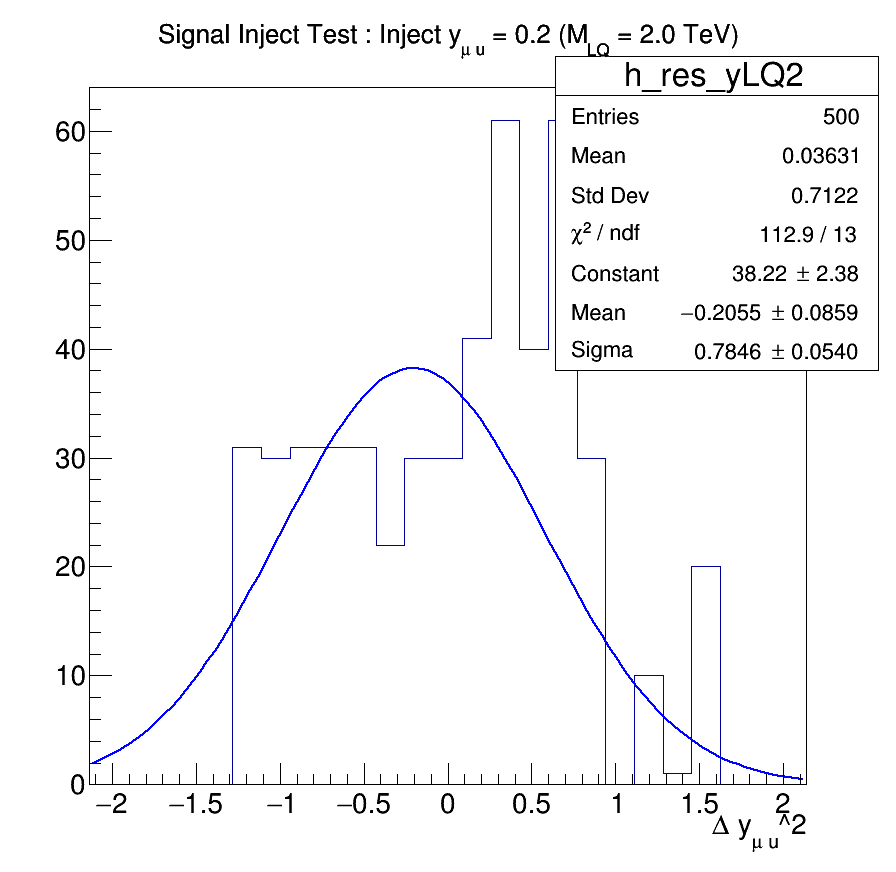 Signal Inject Test : Inject y_μu = 0.2 (M_LQ = 2.0 TeV)
h_res_yLQ2
Entries 500
Mean 0.03631
Std Dev 0.7122
χ² / ndf 112.9 / 13
Constant 38.22 ± 2.38
Mean −0.2055 ± 0.0859
Sigma 0.7846 ± 0.0540
60
50
40
30
20
10
0
−2 −1.5 −1 −0.5 0 0.5 1 1.5 2
Δ y_μu^2